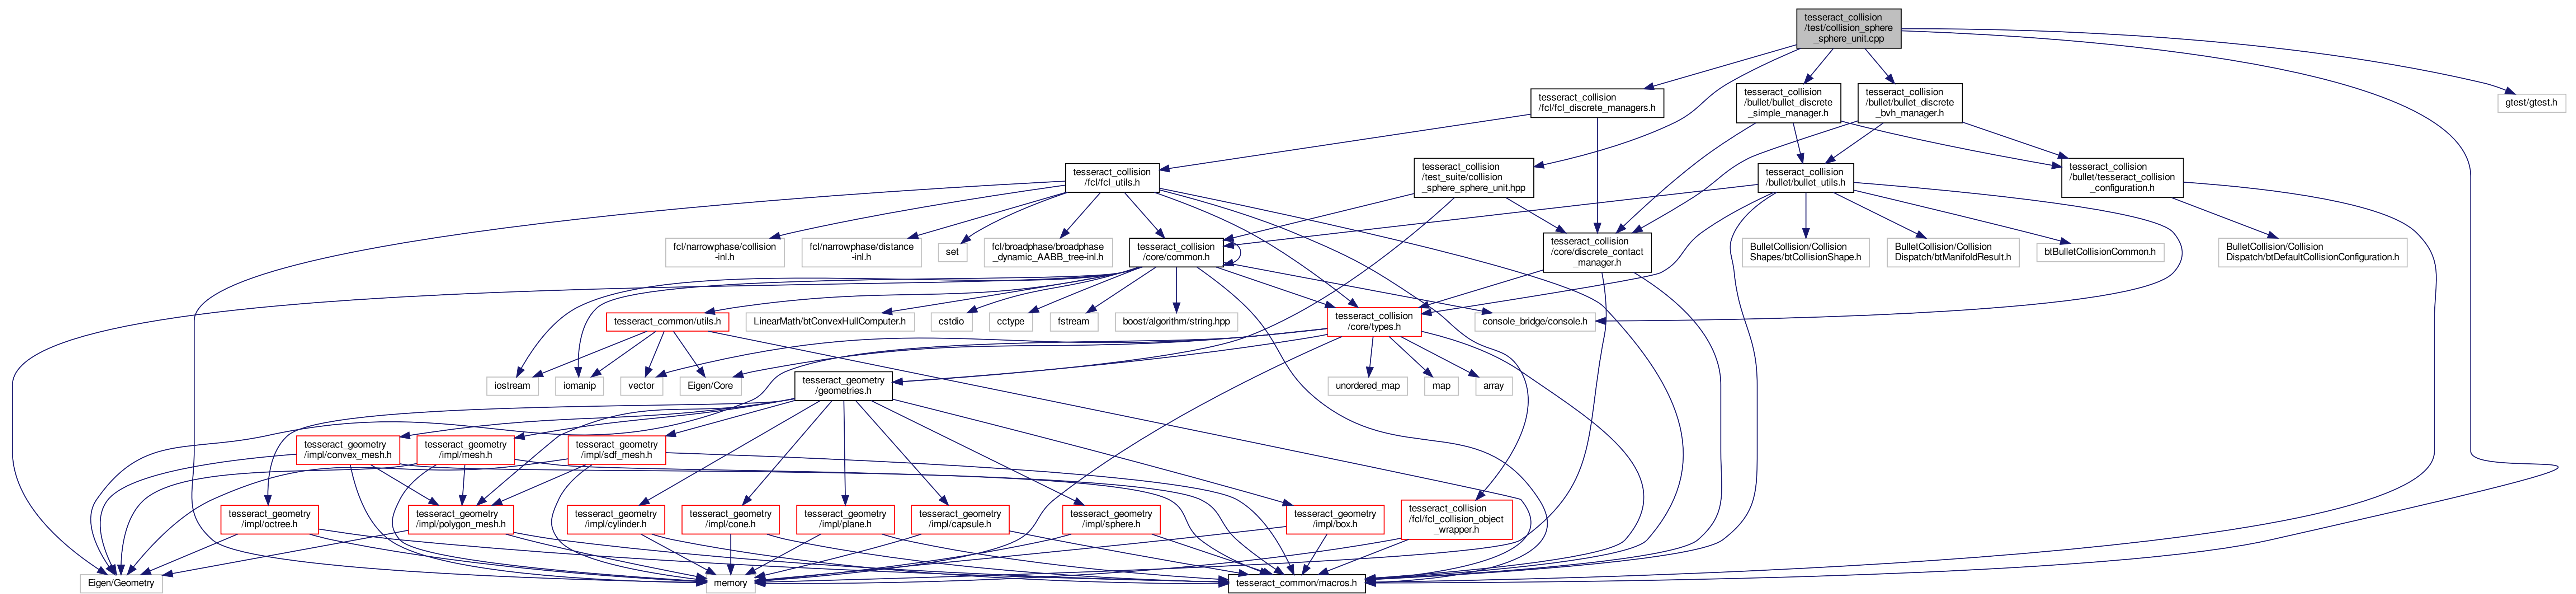 tesseract_collision
/test/collision_sphere
_sphere_unit.cpp
tesseract_collision
/fcl/fcl_discrete_managers.h
tesseract_collision
/bullet/bullet_discrete
_simple_manager.h
tesseract_collision
/bullet/bullet_discrete
_bvh_manager.h
gtest/gtest.h
tesseract_collision
/fcl/fcl_utils.h
tesseract_collision
/test_suite/collision
_sphere_sphere_unit.hpp
tesseract_collision
/bullet/bullet_utils.h
tesseract_collision
/bullet/tesseract_collision
_configuration.h
fcl/narrowphase/collision
-inl.h
fcl/narrowphase/distance
-inl.h
set
fcl/broadphase/broadphase
_dynamic_AABB_tree-inl.h
tesseract_collision
/core/common.h
tesseract_collision
/core/discrete_contact
_manager.h
BulletCollision/Collision
Shapes/btCollisionShape.h
BulletCollision/Collision
Dispatch/btManifoldResult.h
btBulletCollisionCommon.h
BulletCollision/Collision
Dispatch/btDefaultCollisionConfiguration.h
tesseract_common/utils.h
LinearMath/btConvexHullComputer.h
cstdio
cctype
fstream
boost/algorithm/string.hpp
tesseract_collision
/core/types.h
console_bridge/console.h
iostream
iomanip
vector
Eigen/Core
tesseract_geometry
/geometries.h
unordered_map
map
array
tesseract_geometry
/impl/convex_mesh.h
tesseract_geometry
/impl/mesh.h
tesseract_geometry
/impl/sdf_mesh.h
tesseract_geometry
/impl/octree.h
tesseract_geometry
/impl/polygon_mesh.h
tesseract_geometry
/impl/cylinder.h
tesseract_geometry
/impl/cone.h
tesseract_geometry
/impl/plane.h
tesseract_geometry
/impl/capsule.h
tesseract_geometry
/impl/sphere.h
tesseract_geometry
/impl/box.h
tesseract_collision
/fcl/fcl_collision_object
_wrapper.h
Eigen/Geometry
memory
tesseract_common/macros.h